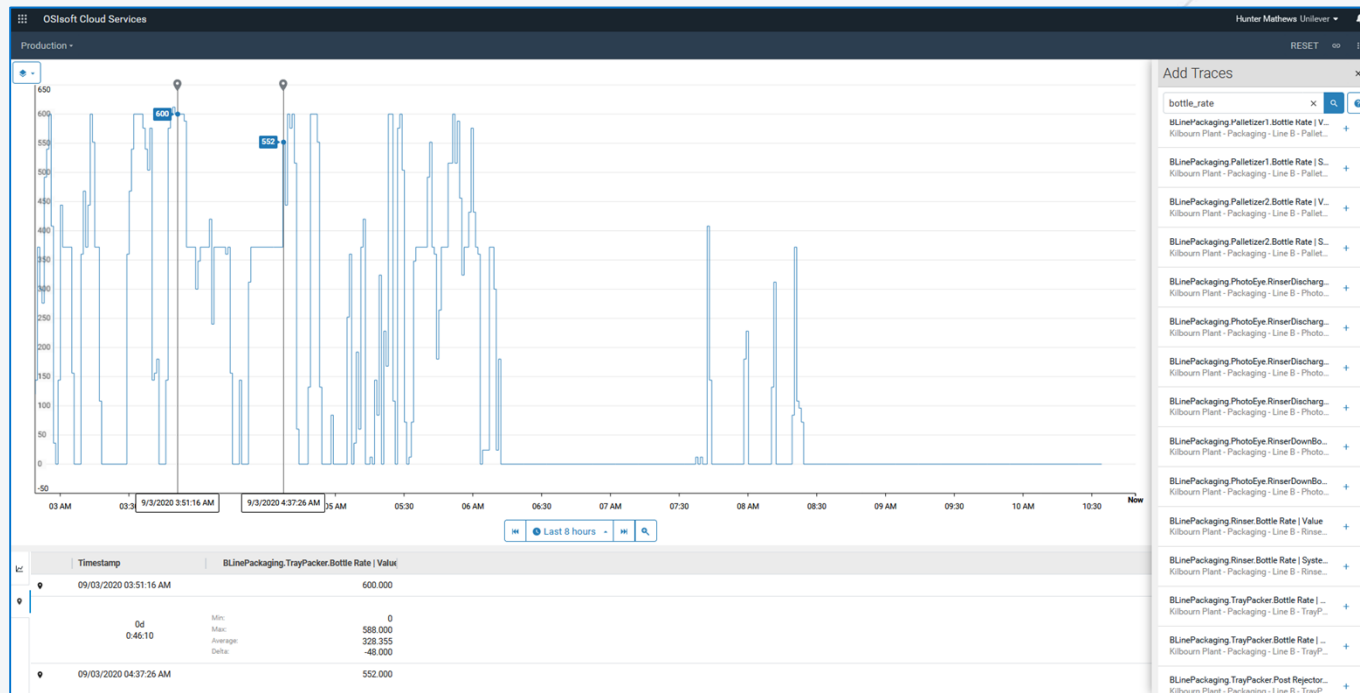 OSIsoft Cloud Services
Hunter Mathews Unilever
Production
RESET
650
600
550
500
450
400
350
300
250
200
150
100
50
0
-50
600
552
03 AM
03:30
9/3/2020 3:51:16 AM
9/3/2020 4:37:26 AM
05 AM
05:30
06 AM
06:30
07 AM
07:30
08 AM
08:30
09 AM
09:30
10 AM
10:30
Now
Last 8 hours
Timestamp
BLinePackaging.TrayPacker.Bottle Rate | Value
09/03/2020 03:51:16 AM
600.000
0d
0:46:10
Min:
0
Max:
588.000
Average:
328.355
Delta:
-48.000
09/03/2020 04:37:26 AM
552.000
Add Traces
bottle_rate
BLinePackaging.Palletizer1.Bottle Rate | V...
Kilbourn Plant - Packaging - Line B - Pallet...
BLinePackaging.Palletizer1.Bottle Rate | S...
Kilbourn Plant - Packaging - Line B - Pallet...
BLinePackaging.Palletizer2.Bottle Rate | V...
Kilbourn Plant - Packaging - Line B - Pallet...
BLinePackaging.Palletizer2.Bottle Rate | S...
Kilbourn Plant - Packaging - Line B - Pallet...
BLinePackaging.PhotoEye.RinserDischarg...
Kilbourn Plant - Packaging - Line B - Photo...
BLinePackaging.PhotoEye.RinserDischarg...
Kilbourn Plant - Packaging - Line B - Photo...
BLinePackaging.PhotoEye.RinserDischarg...
Kilbourn Plant - Packaging - Line B - Photo...
BLinePackaging.PhotoEye.RinserDischarg...
Kilbourn Plant - Packaging - Line B - Photo...
BLinePackaging.PhotoEye.RinserDownBo...
Kilbourn Plant - Packaging - Line B - Photo...
BLinePackaging.PhotoEye.RinserDownBo...
Kilbourn Plant - Packaging - Line B - Photo...
BLinePackaging.Rinser.Bottle Rate | Value
Kilbourn Plant - Packaging - Line B - Rinse...
BLinePackaging.Rinser.Bottle Rate | Syste...
Kilbourn Plant - Packaging - Line B - Rinse...
BLinePackaging.TrayPacker.Bottle Rate | ...
Kilbourn Plant - Packaging - Line B - TrayP...
BLinePackaging.TrayPacker.Bottle Rate | ...
Kilbourn Plant - Packaging - Line B - TrayP...
BLinePackaging.TrayPacker.Post Rejector...
Kilbourn Plant - Packaging - Line B - TrayP...